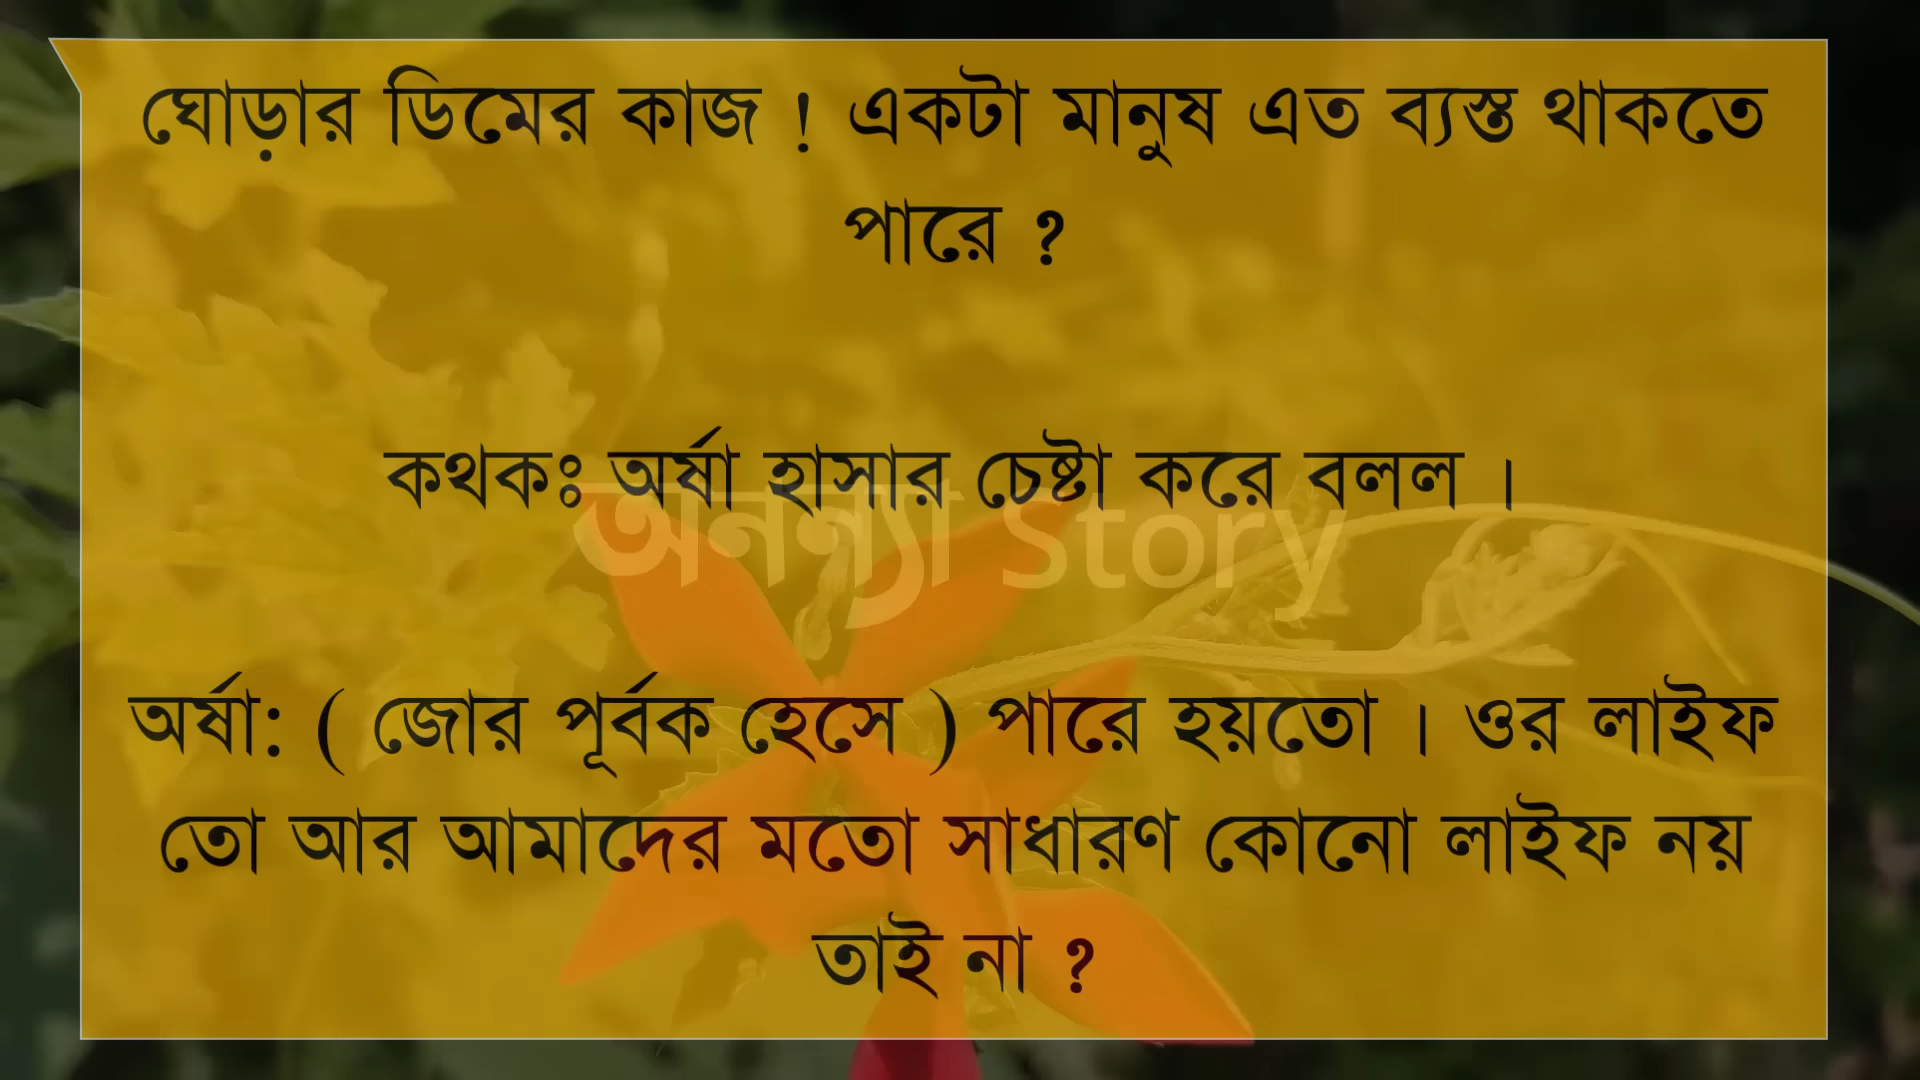 ঘোড়ার ডিমের কাজ ! একটা মানুষ এত ব্যস্ত থাকতে
পারে ?
কথকঃ অর্ষা হাসার চেষ্টা করে বলল ।
অনন্যা Story
অর্ষা: ( জোর পূর্বক হেসে ) পারে হয়তো । ওর লাইফ
তো আর আমাদের মতো সাধারণ কোনো লাইফ নয়
তাই না ?